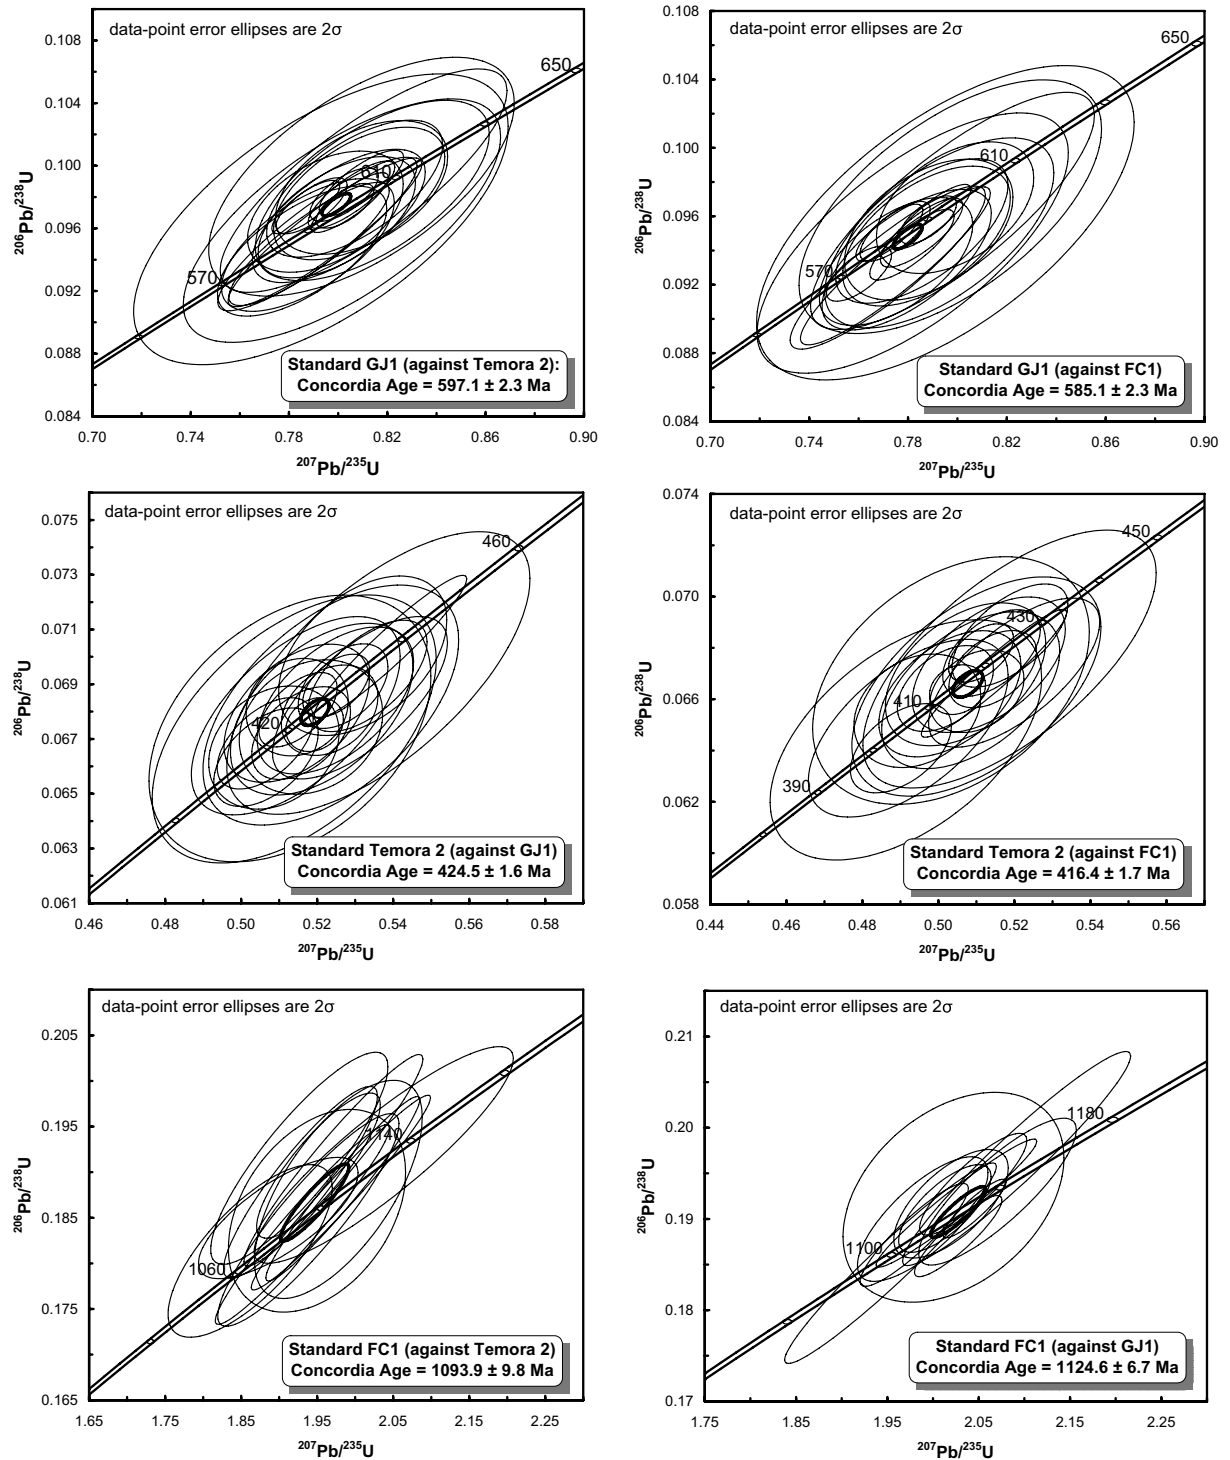 data-point error ellipses are 2σ
0.108
0.104
0.100
0.096
0.092
0.088
0.084
206Pb/238U
650
610
570
Standard GJ1 (against Temora 2):
Concordia Age = 597.1 ± 2.3 Ma
0.70 0.74 0.78 0.82 0.86 0.90
207Pb/235U
data-point error ellipses are 2σ
0.108
0.104
0.100
0.096
0.092
0.088
0.084
206Pb/238U
650
610
570
Standard GJ1 (against FC1)
Concordia Age = 585.1 ± 2.3 Ma
0.70 0.74 0.78 0.82 0.86 0.90
207Pb/235U
data-point error ellipses are 2σ
0.075
0.073
0.071
0.069
0.067
0.065
0.063
0.061
206Pb/238U
460
420
Standard Temora 2 (against GJ1)
Concordia Age = 424.5 ± 1.6 Ma
0.46 0.48 0.50 0.52 0.54 0.56 0.58
207Pb/235U
data-point error ellipses are 2σ
0.074
0.070
0.066
0.062
0.058
206Pb/238U
450
430
410
390
Standard Temora 2 (against FC1)
Concordia Age = 416.4 ± 1.7 Ma
0.44 0.46 0.48 0.50 0.52 0.54 0.56
207Pb/235U
data-point error ellipses are 2σ
0.205
0.195
0.185
0.175
0.165
206Pb/238U
1140
1060
Standard FC1 (against Temora 2)
Concordia Age = 1093.9 ± 9.8 Ma
1.65 1.75 1.85 1.95 2.05 2.15 2.25
207Pb/235U
data-point error ellipses are 2σ
0.21
0.20
0.19
0.18
0.17
206Pb/238U
1180
1100
Standard FC1 (against GJ1)
Concordia Age = 1124.6 ± 6.7 Ma
1.75 1.85 1.95 2.05 2.15 2.25
207Pb/235U